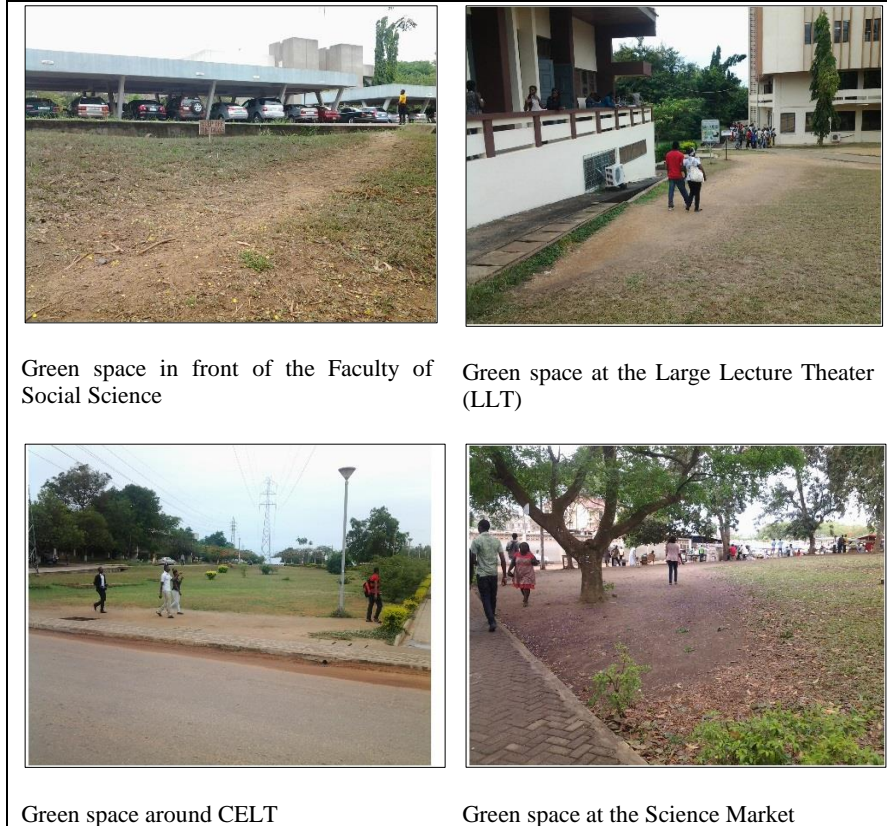 Green space in front of the Faculty of
Social Science
Green space at the Large Lecture Theater
(LLT)
Green space around CELT
Green space at the Science Market